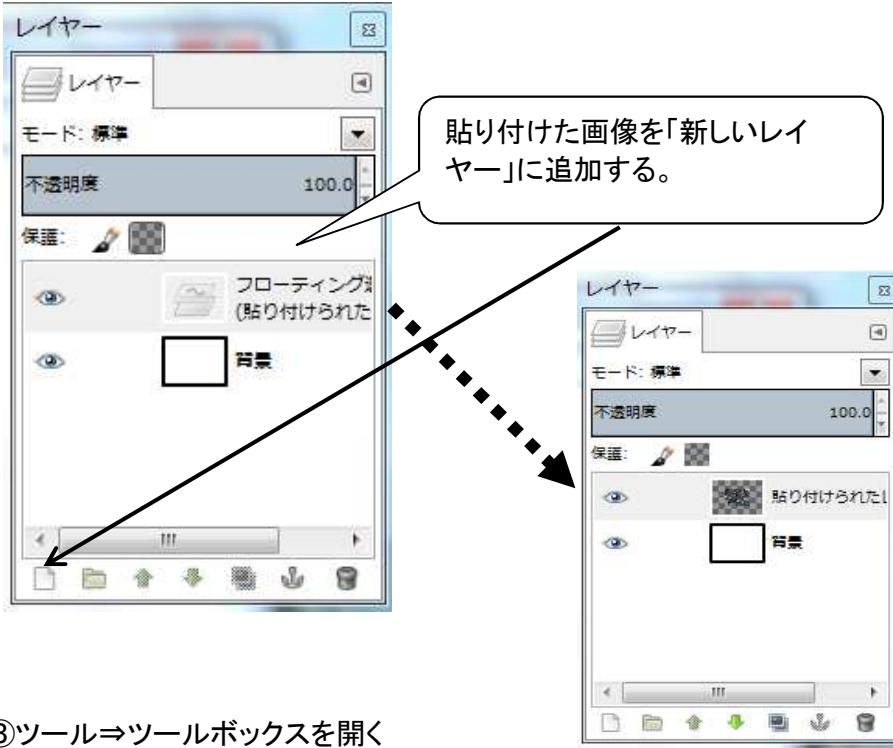 レイヤー
レイヤー
モード: 標準
不透明度 100.0
保護:
フローティング
(貼り付けられた
背景
貼り付けた画像を「新しいレイ
ヤー」に追加する。
レイヤー
レイヤー
モード: 標準
不透明度 100.0
保護:
貼り付けられた
背景
③ツール⇒ツールボックスを開く